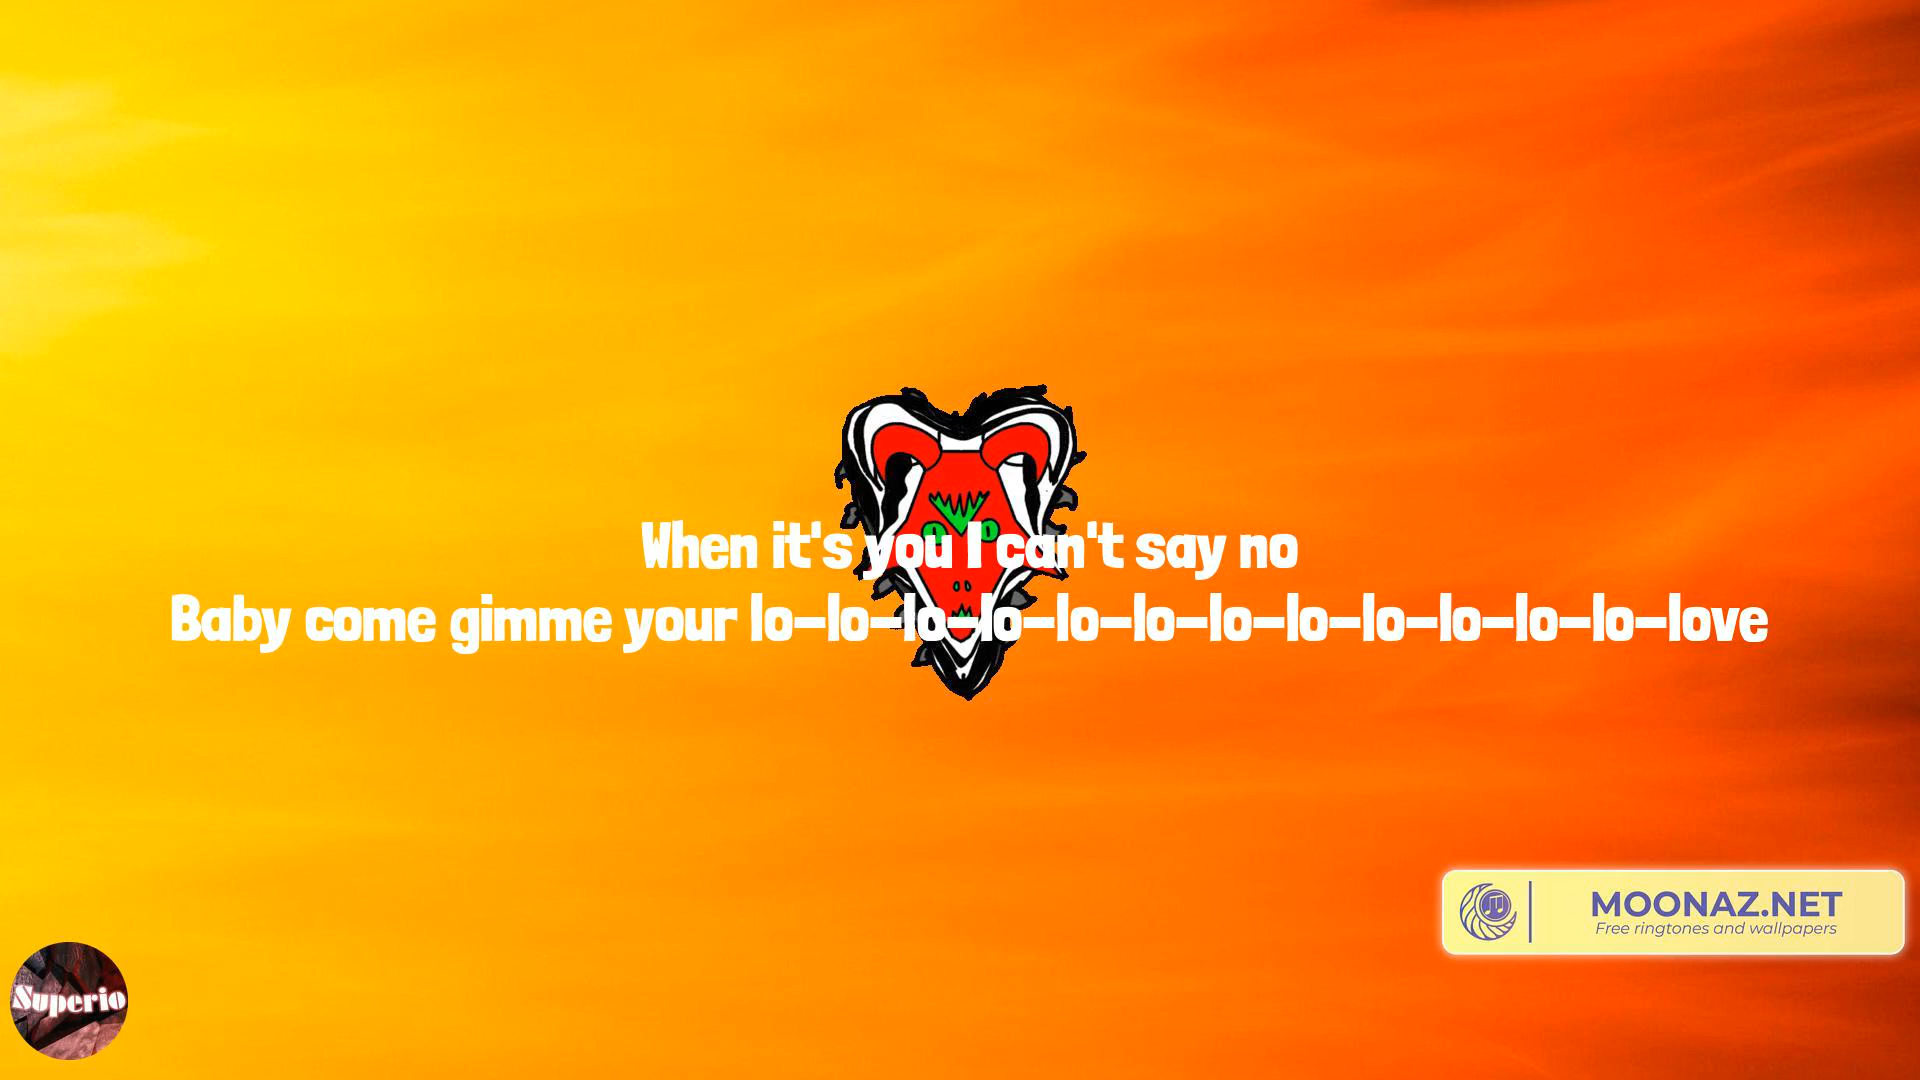 When it's you I can't say no
Baby come gimme your lo-lo-lo-lo-lo-lo-lo-lo-lo-lo-lo-lo-love
MOONAZ.NET
Free ringtones and wallpapers
Superio